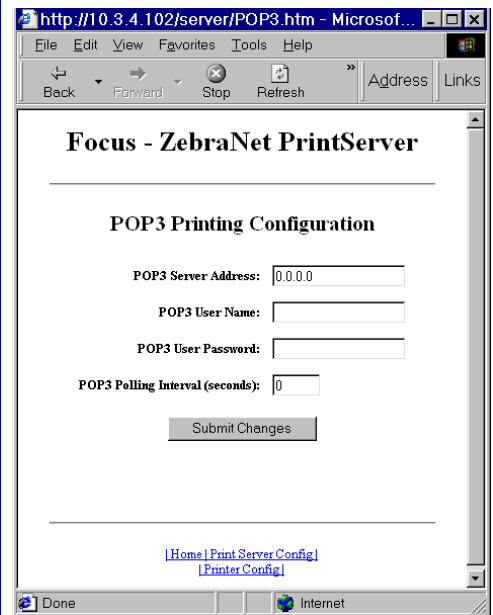 http://10.3.4.102/server/POP3.htm - Microsof...
File Edit View Favorites Tools Help
Back Forward Stop Refresh » Address Links
Focus - ZebraNet PrintServer
POP3 Printing Configuration
POP3 Server Address: 0.0.0.0
POP3 User Name:
POP3 User Password:
POP3 Polling Interval (seconds): 0
Submit Changes
| Home | Print Server Config |
| Printer Config |
Done Internet